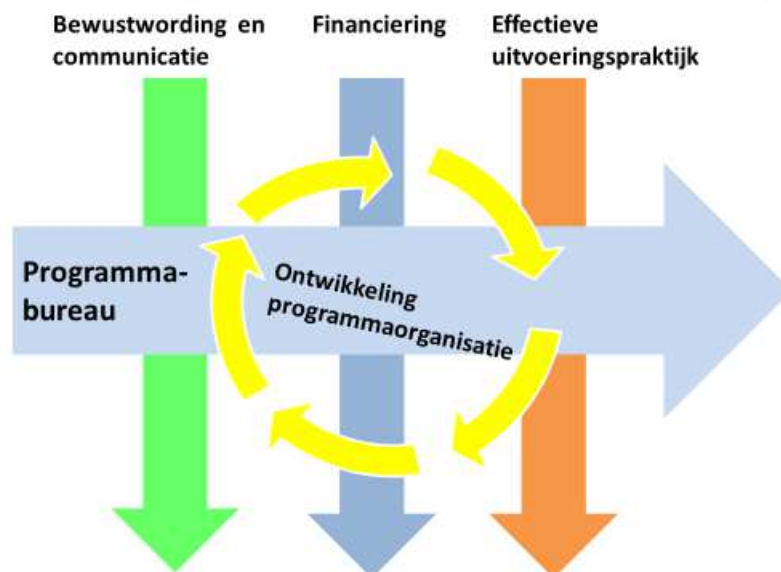 Bewustwording en
communicatie
Financiering
Effectieve
uitvoeringspraktijk
Programma-
bureau
Ontwikkeling
programmaorganisatie